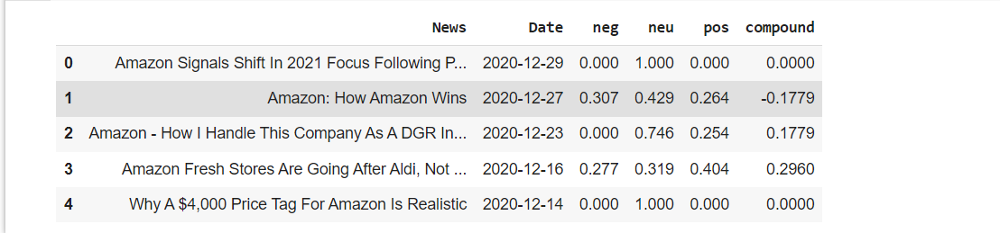 News Date neg neu pos compound
0 Amazon Signals Shift In 2021 Focus Following P... 2020-12-29 0.000 1.000 0.000 0.0000
1 Amazon: How Amazon Wins 2020-12-27 0.307 0.429 0.264 -0.1779
2 Amazon - How I Handle This Company As A DGR In... 2020-12-23 0.000 0.746 0.254 0.1779
3 Amazon Fresh Stores Are Going After Aldi, Not ... 2020-12-16 0.277 0.319 0.404 0.2960
4 Why A $4,000 Price Tag For Amazon Is Realistic 2020-12-14 0.000 1.000 0.000 0.0000